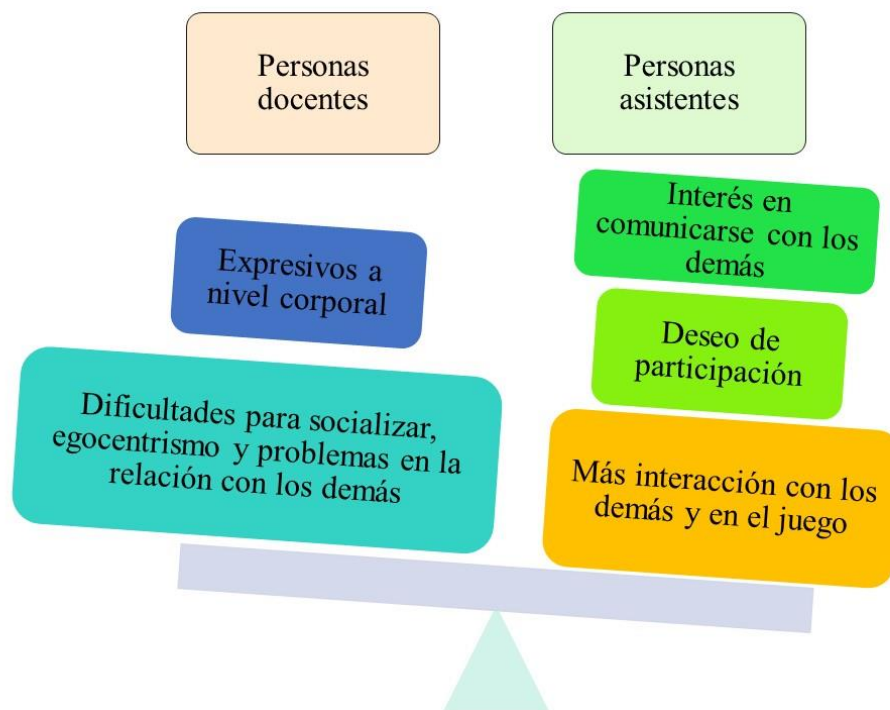 Personas
docentes
Personas
asistentes
Expresivos a
nivel corporal
Dificultades para socializar,
egocentrismo y problemas en la
relación con los demás
Interés en
comunicarse con los
demás
Deseo de
participación
Más interacción con los
demás y en el juego